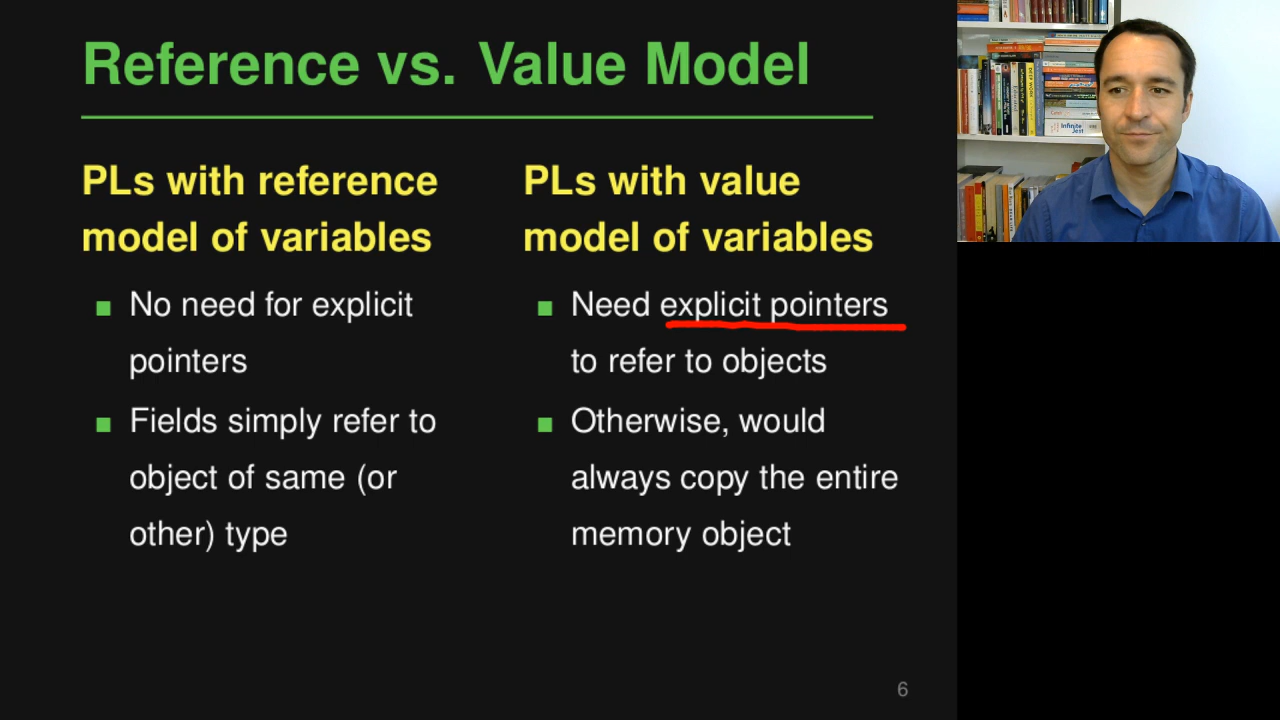 Reference vs. Value Model
PLs with reference
model of variables
■ No need for explicit
pointers
■ Fields simply refer to
object of same (or
other) type
PLs with value
model of variables
■ Need explicit pointers
to refer to objects
■ Otherwise, would
always copy the entire
memory object
6
Infinite
Jest